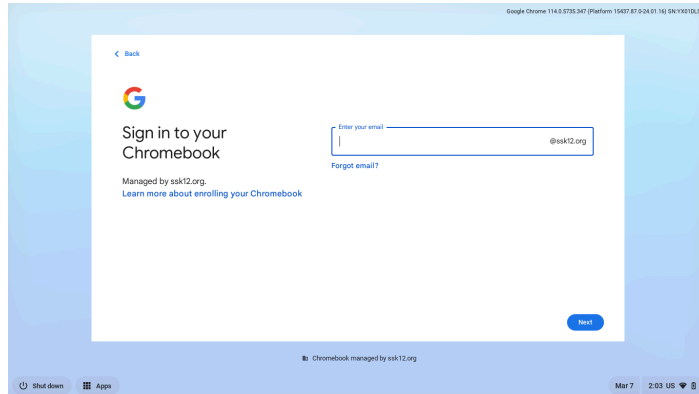 Google Chrome 114.0.5735.347 (Platform 15437.87.0-24.01.16) SN:YX01DL
Back
Sign in to your
Chromebook
Managed by ssk12.org.
Learn more about enrolling your Chromebook
Enter your email
@ssk12.org
Forgot email?
Next
Chromebook managed by ssk12.org
Shut down
Apps
Mar 7
2:03 US